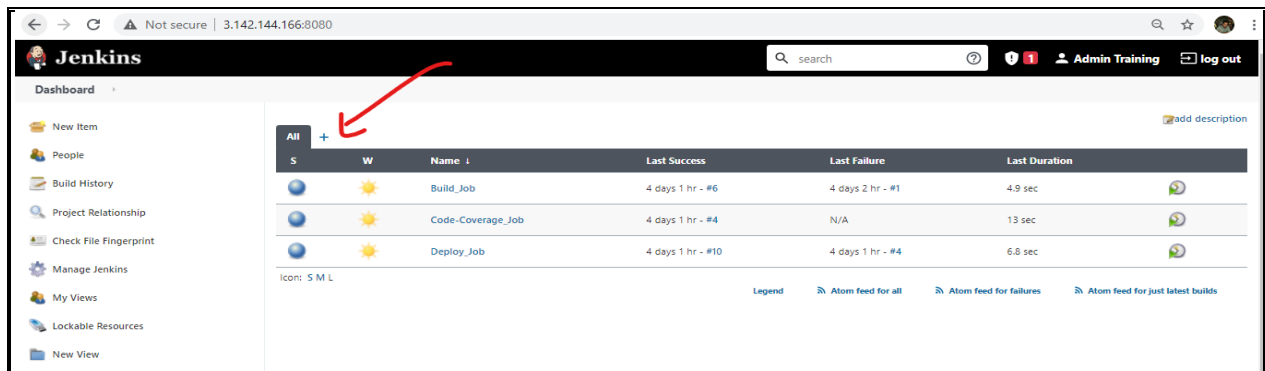 Not secure | 3.142.144.166:8080
Jenkins
search
1
Admin Training
log out
Dashboard
add description
New Item
People
Build History
Project Relationship
Check File Fingerprint
Manage Jenkins
My Views
Lockable Resources
New View
All +
S W Name ↓ Last Success Last Failure Last Duration
Build_Job 4 days 1 hr - #6 4 days 2 hr - #1 4.9 sec
Code-Coverage_Job 4 days 1 hr - #4 N/A 13 sec
Deploy_Job 4 days 1 hr - #10 4 days 1 hr - #4 6.8 sec
Icon: S M L
Legend Atom feed for all Atom feed for failures Atom feed for just latest builds